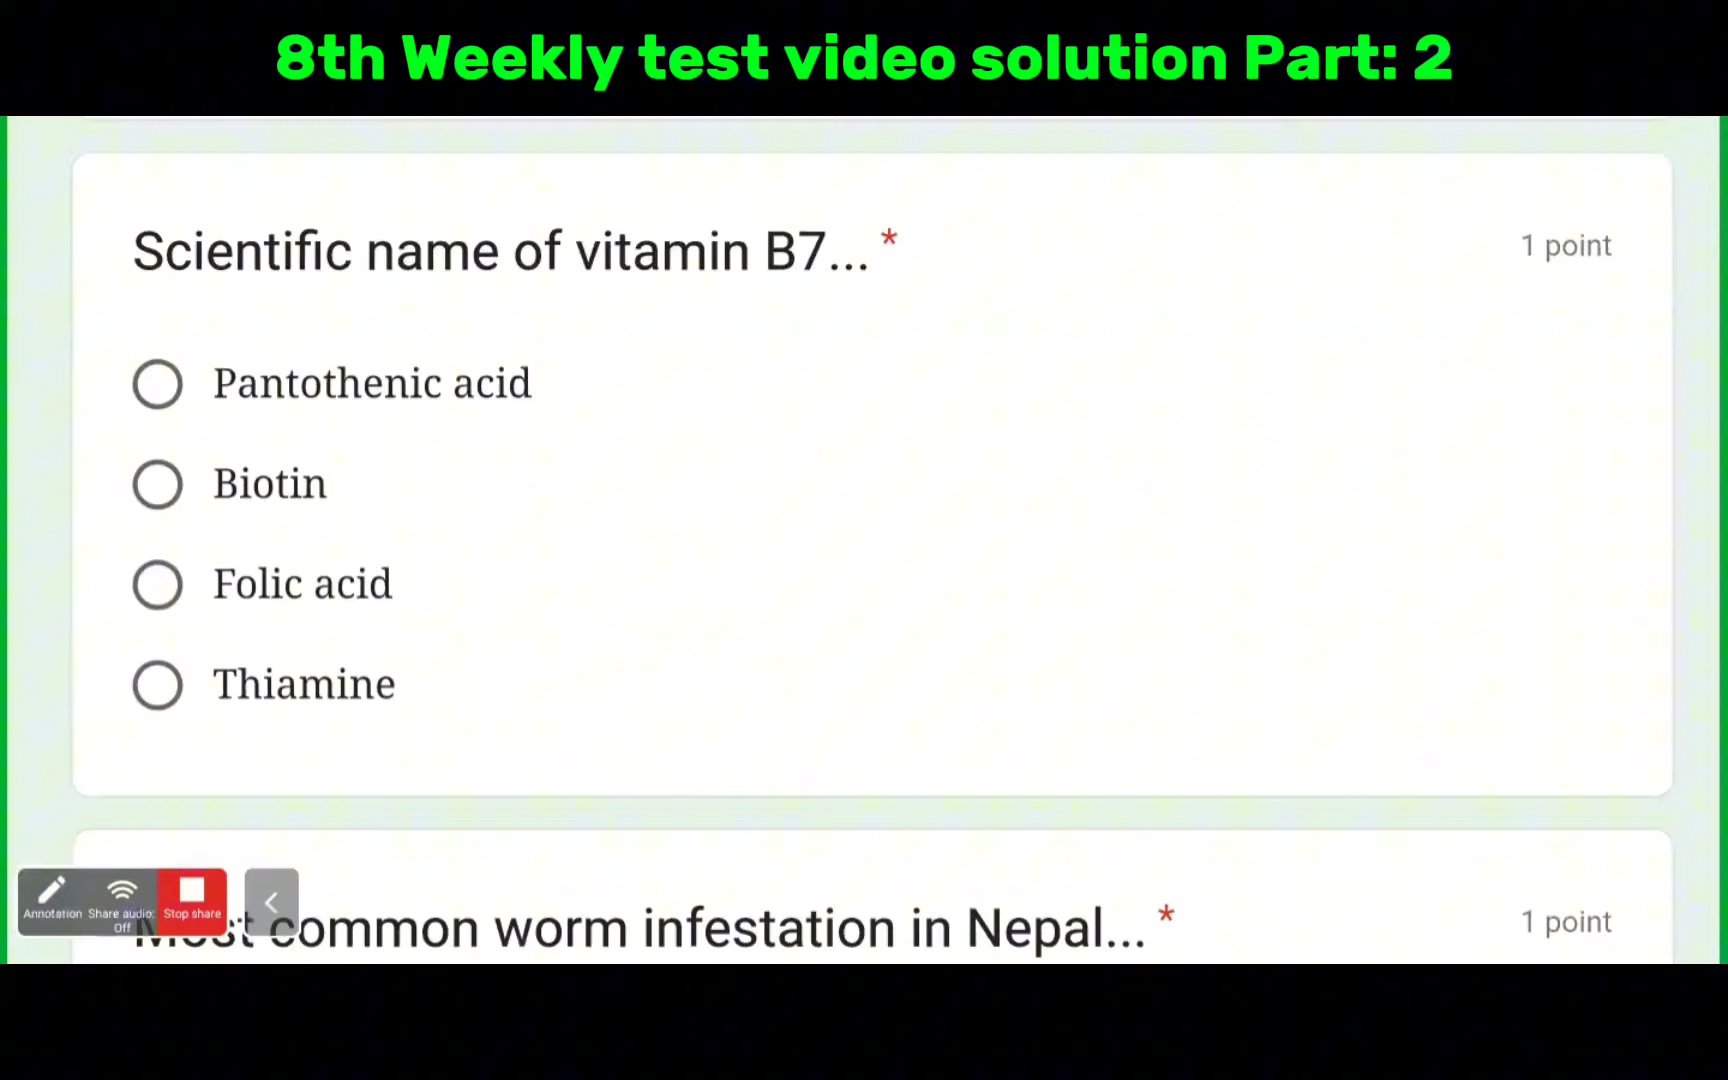 8th Weekly test video solution Part: 2
Scientific name of vitamin B7... *
1 point
Pantothenic acid
Biotin
Folic acid
Thiamine
Most common worm infestation in Nepal... *
1 point
Annotation
Share audio:
Off
Stop share